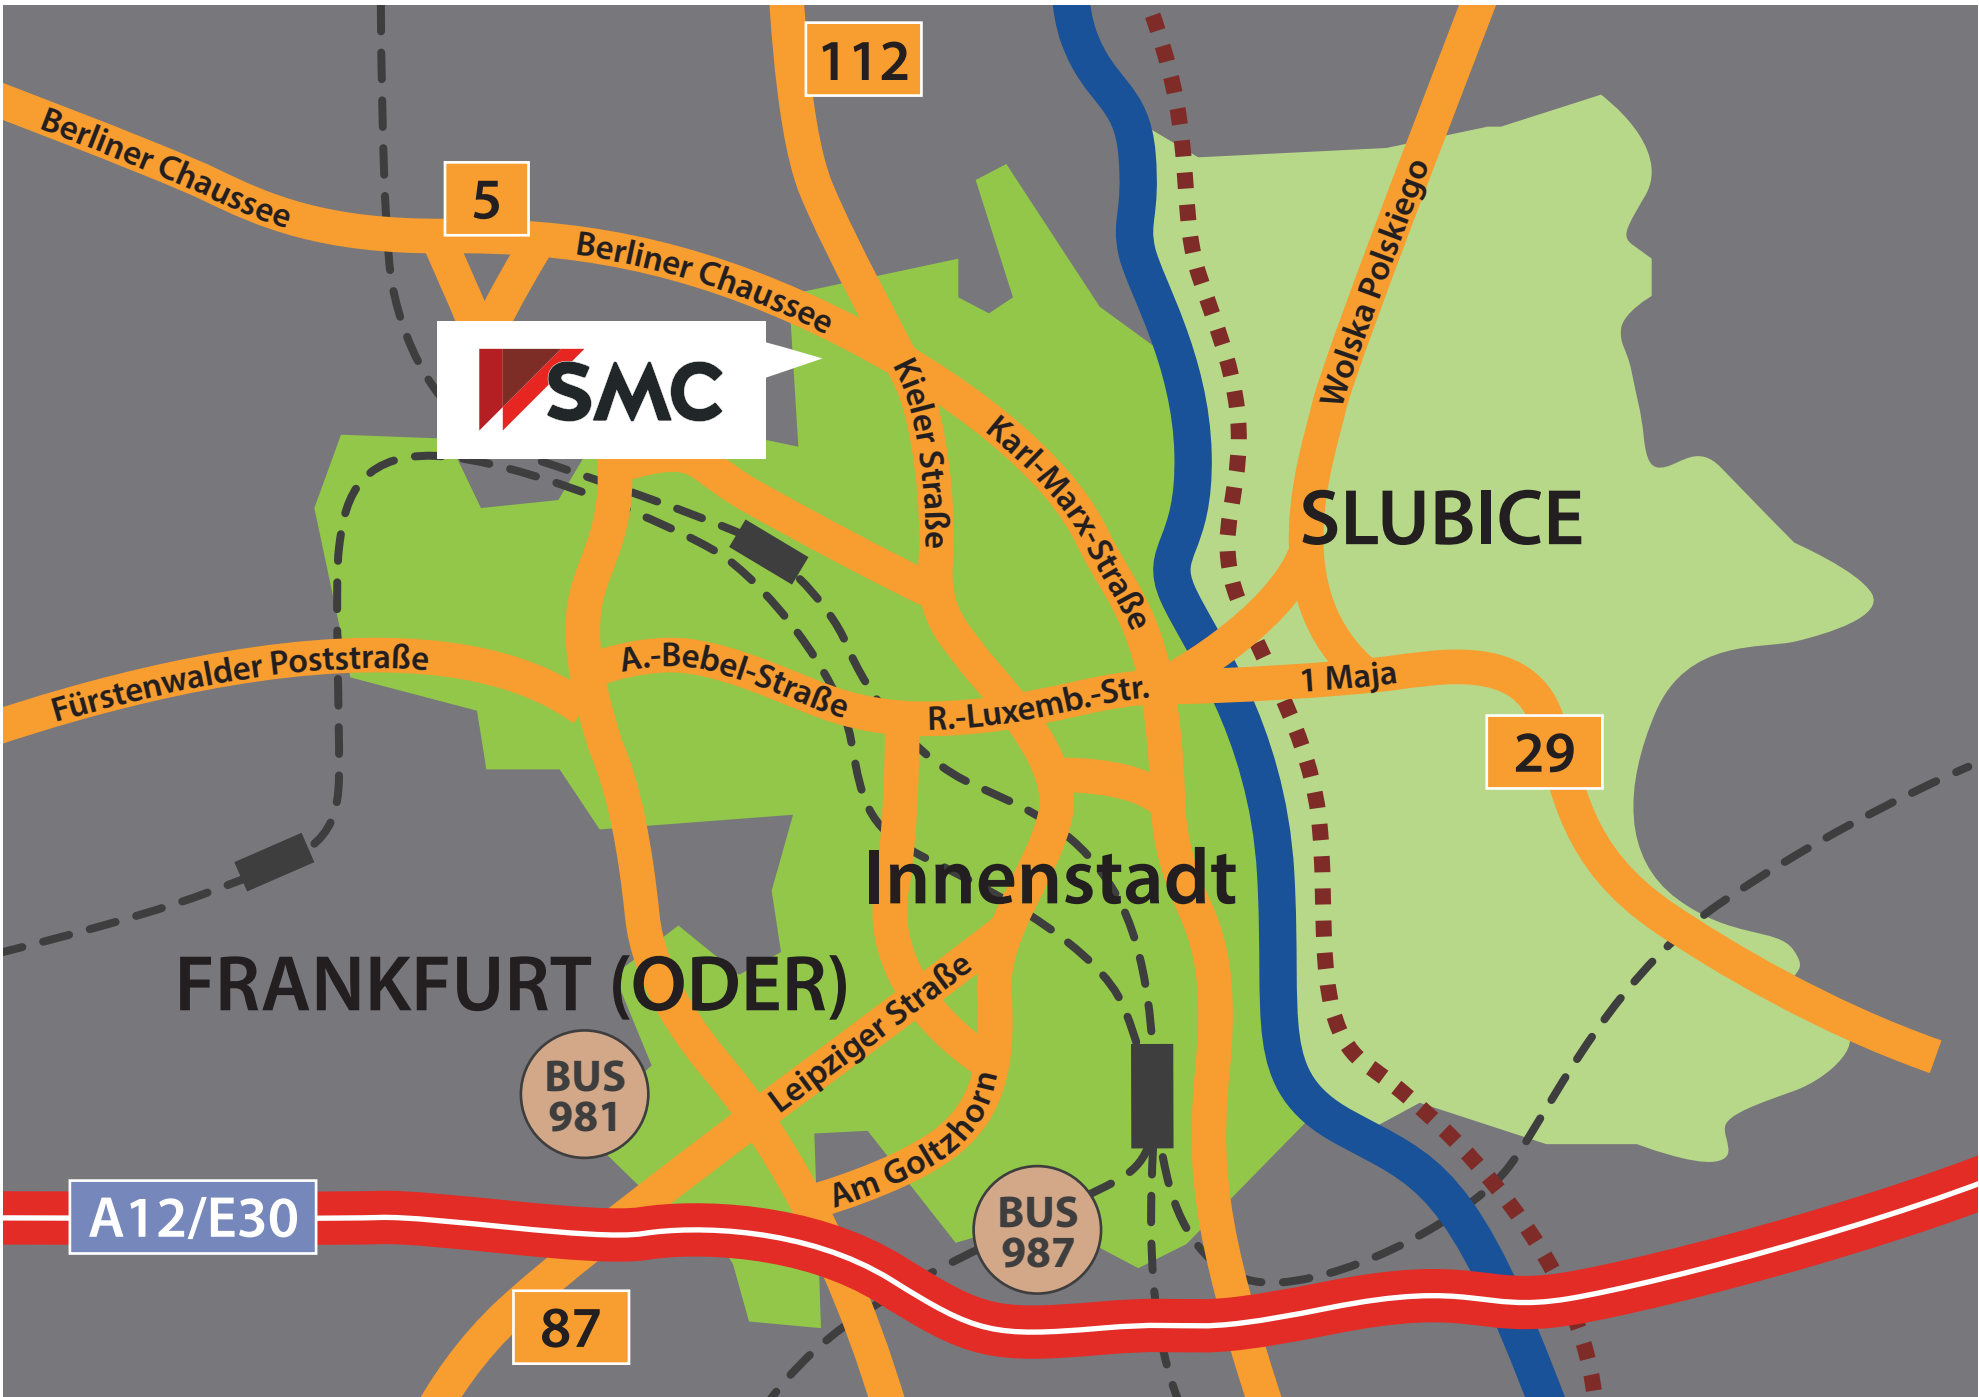 112
Berliner Chaussee
5
Berliner Chaussee
Wolska Polskiego
SMC
Kieler Straße
Karl-Marx-Straße
SLUBICE
Fürstenwalder Poststraße
A.-Bebel-Straße
R.-Luxemb.-Str.
1 Maja
29
Innenstadt
FRANKFURT (ODER)
Leipziger Straße
BUS
981
Am Goltzhorn
BUS
987
A12/E30
87